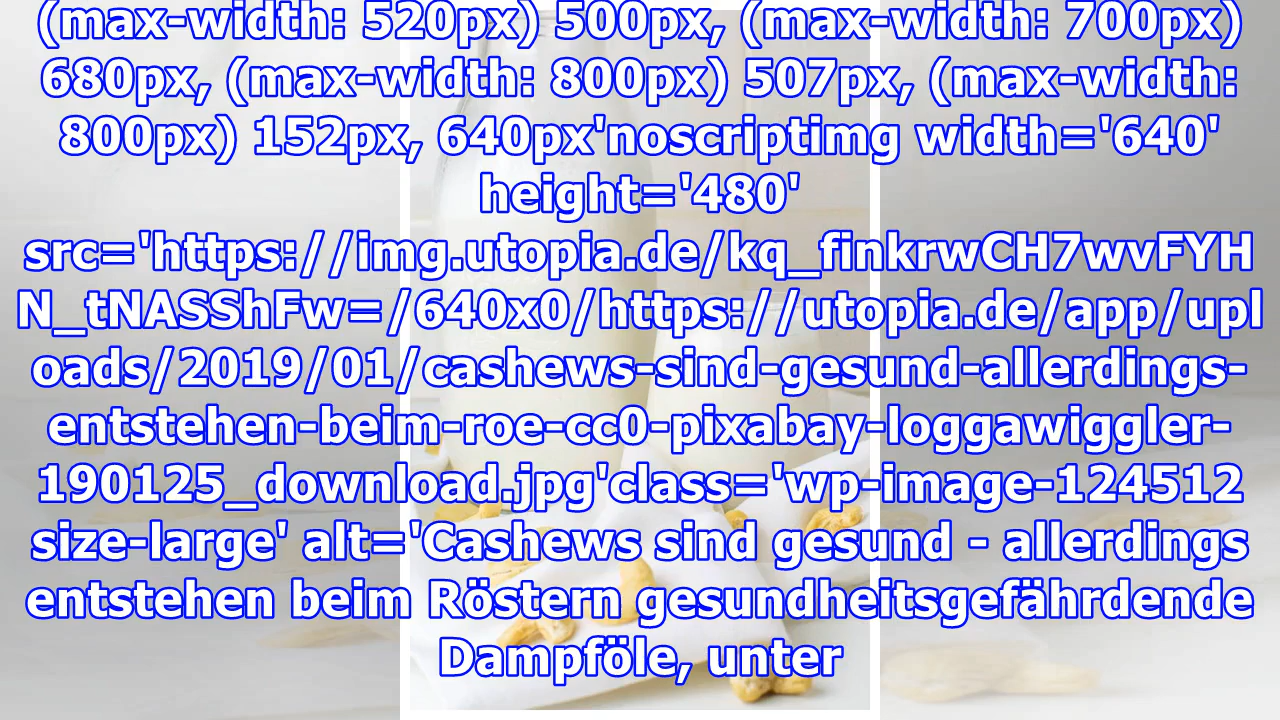 (max-width: 520px) 500px, (max-width: 700px)
680px, (max-width: 800px) 507px, (max-width:
800px) 152px, 640px'noscriptimg width='640'
height='480'
src='https://img.utopia.de/kq_finkrwCH7wvFYH
N_tNASShFw=/640x0/https://utopia.de/app/upl
oads/2019/01/cashews-sind-gesund-allerdings-
entstehen-beim-roe-cc0-pixabay-loggawiggler-
190125_download.jpg'class='wp-image-124512
size-large' alt='Cashews sind gesund - allerdings
entstehen beim Röstern gesundheitsgefährdende
Dampföle, unter